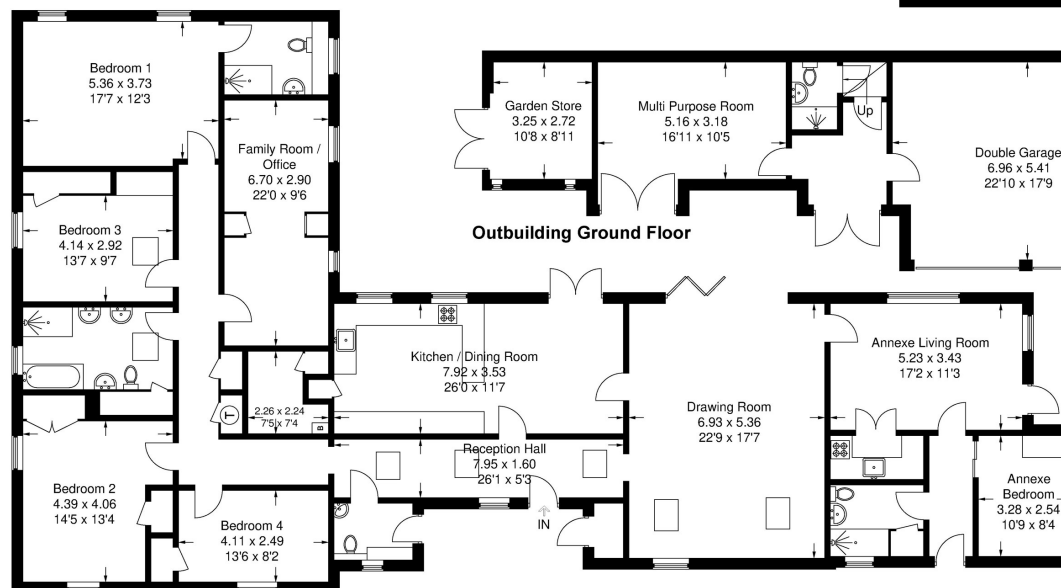 Bedroom 1
5.36 x 3.73
17'7 x 12'3
Family Room /
Office
6.70 x 2.90
22'0 x 9'6
Garden Store
3.25 x 2.72
10'8 x 8'11
Multi Purpose Room
5.16 x 3.18
16'11 x 10'5
Up
Double Garage
6.96 x 5.41
22'10 x 17'9
Outbuilding Ground Floor
Bedroom 3
4.14 x 2.92
13'7 x 9'7
Kitchen / Dining Room
7.92 x 3.53
26'0 x 11'7
Annexe Living Room
5.23 x 3.43
17'2 x 11'3
Drawing Room
6.93 x 5.36
22'9 x 17'7
2.26 x 2.24
7'5 x 7'4
T
B
Reception Hall
7.95 x 1.60
26'1 x 5'3
IN
Bedroom 2
4.39 x 4.06
14'5 x 13'4
Bedroom 4
4.11 x 2.49
13'6 x 8'2
Annexe
Bedroom
3.28 x 2.54
10'9 x 8'4